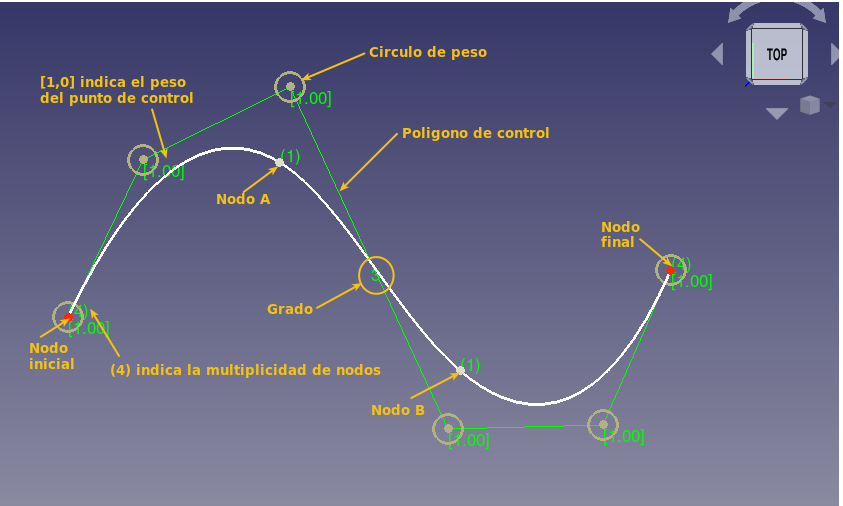 TOP
Circulo de peso
[1,0] indica el peso
del punto de control
[1.00]
Poligono de control
(1)
[1.00]
Nodo A
Nodo
final
(4)
[1.00]
3
Grado
(4)
[1.00]
Nodo
inicial
(4) indica la multiplicidad de nodos
(1)
Nodo B
[1.00]
[1.00]